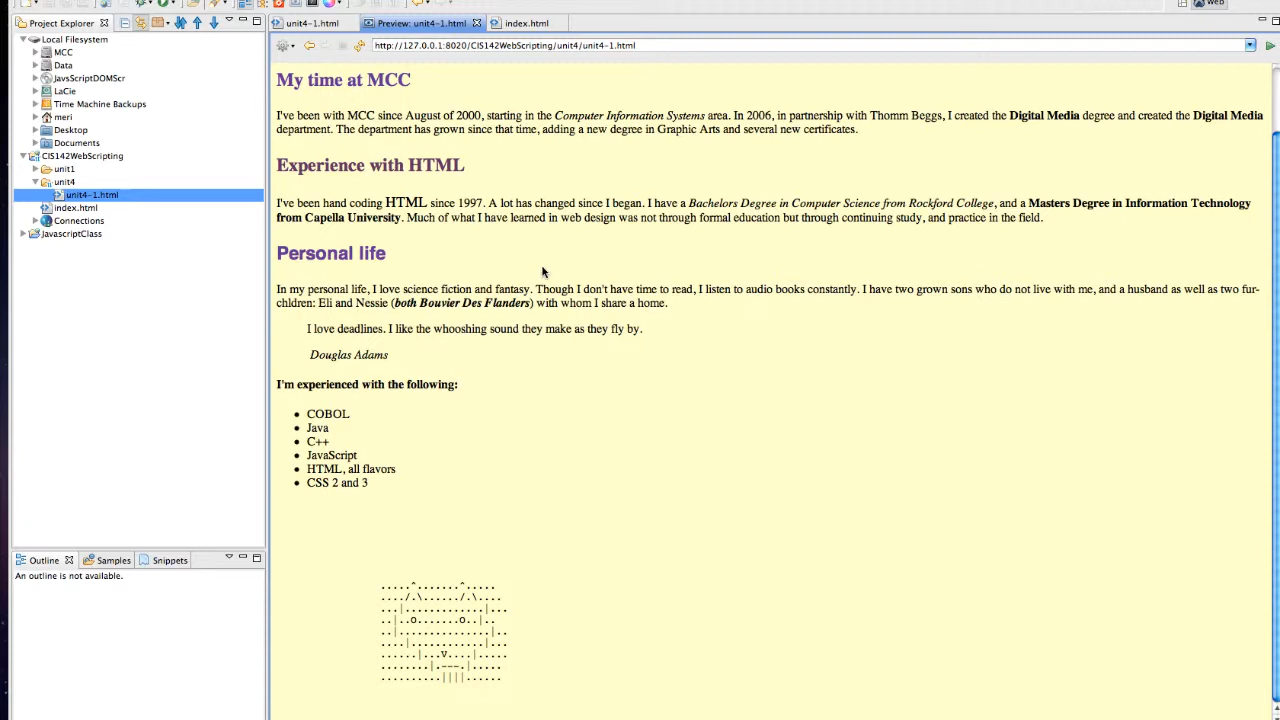 Web
Project Explorer
unit4-1.html
Preview: unit4-1.html
index.html
http://127.0.0.1:8020/CIS142WebScripting/unit4/unit4-1.html
Local Filesystem
MCC
Data
JavsScriptDOMScr
LaCie
Time Machine Backups
meri
Desktop
Documents
CIS142WebScripting
unit1
unit4
unit4-1.html
index.html
Connections
JavascriptClass
Outline
Samples
Snippets
An outline is not available.
My time at MCC
I've been with MCC since August of 2000, starting in the Computer Information Systems area. In 2006, in partnership with Thomm Beggs, I created the Digital Media degree and created the Digital Media
department. The department has grown since that time, adding a new degree in Graphic Arts and several new certificates.
Experience with HTML
I've been hand coding HTML since 1997. A lot has changed since I began. I have a Bachelors Degree in Computer Science from Rockford College, and a Masters Degree in Information Technology
from Capella University. Much of what I have learned in web design was not through formal education but through continuing study, and practice in the field.
Personal life
In my personal life, I love science fiction and fantasy. Though I don't have time to read, I listen to audio books constantly. I have two grown sons who do not live with me, and a husband as well as two fur-
chldren: Eli and Nessie (both Bouvier Des Flanders) with whom I share a home.
I love deadlines. I like the whooshing sound they make as they fly by.
Douglas Adams
I'm experienced with the following:
• COBOL
• Java
• C++
• JavaScript
• HTML, all flavors
• CSS 2 and 3
.....^.......^.....
..../.\....../.\....
...|.............|...
..|..o.......o..|..
..|...............|..
....|............|...
......|...v....|.....
........|.---.|.....
..........||||......